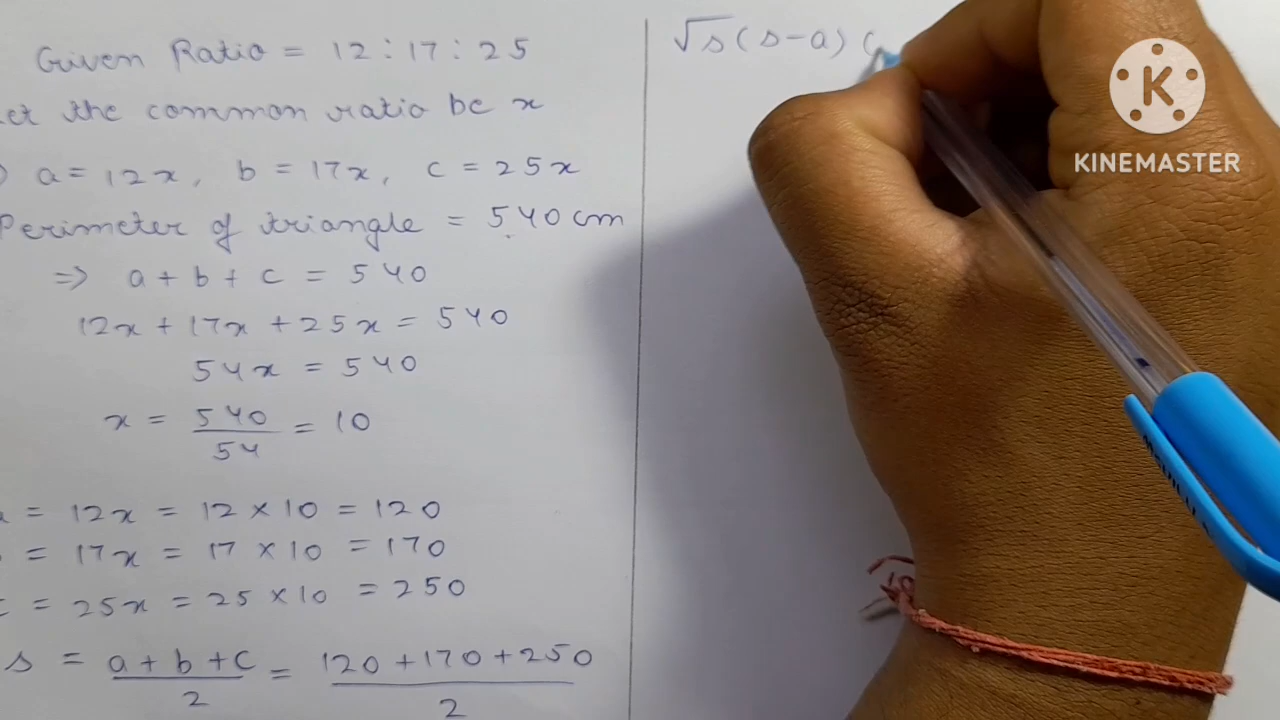 Given Ratio = 12 : 17 : 25
Let the common ratio be x
a = 12x, b = 17x, c = 25x
Perimeter of triangle = 540 cm
=> a + b + c = 540
12x + 17x + 25x = 540
54x = 540
x = 540/54 = 10
= 12x = 12 × 10 = 120
= 17x = 17 × 10 = 170
= 25x = 25 × 10 = 250
s = a + b + c / 2 = 120 + 170 + 250 / 2
√s(s-a)(
K
KINEMASTER